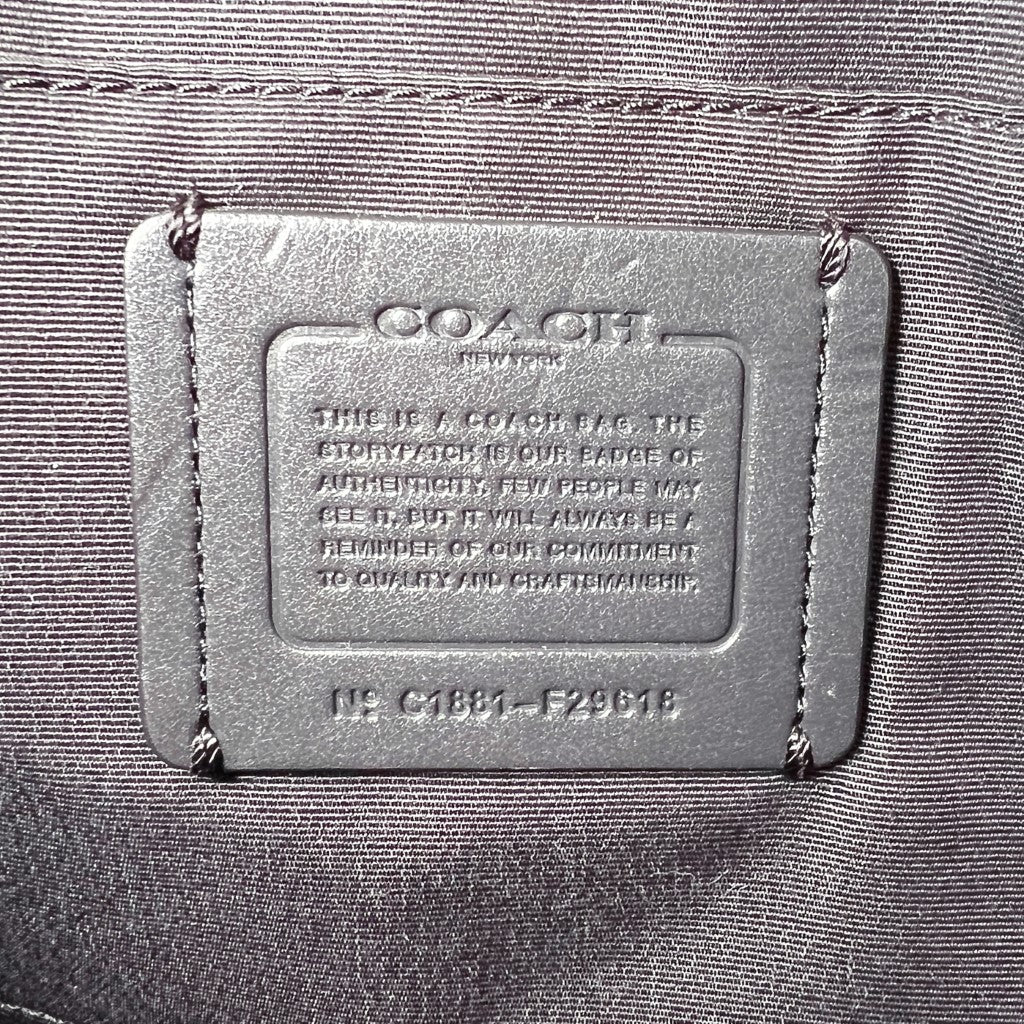 COACH
NEW YORK
THIS IS A COACH BAG. THE
STORYPATCH IS OUR BADGE OF
AUTHENTICITY. FEW PEOPLE MAY
SEE IT, BUT IT WILL ALWAYS BE A
REMINDER OF OUR COMMITMENT
TO QUALITY AND CRAFTSMANSHIP.
Nº C1881-F29618